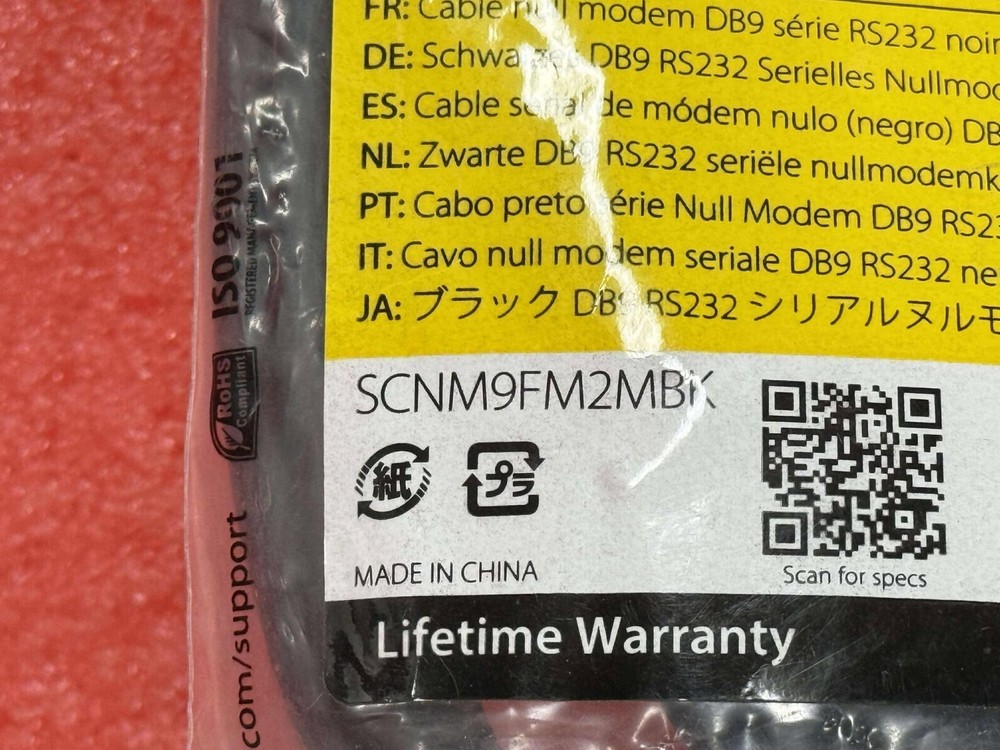 FR: Câble null modem DB9 série RS232 noir
DE: Schwarzes DB9 RS232 Serielles Nullmod
ES: Cable serial de módem nulo (negro) DB
NL: Zwarte DB9 RS232 seriële nullmodemk
PT: Cabo preto série Null Modem DB9 RS23
IT: Cavo null modem seriale DB9 RS232 ne
JA: ブラック DB9 RS232 シリアルヌルモ
SCNM9FM2MBK
紙
プラ
MADE IN CHINA
Scan for specs
Lifetime Warranty
ISO 9001
RoHS
Compliant
com/support